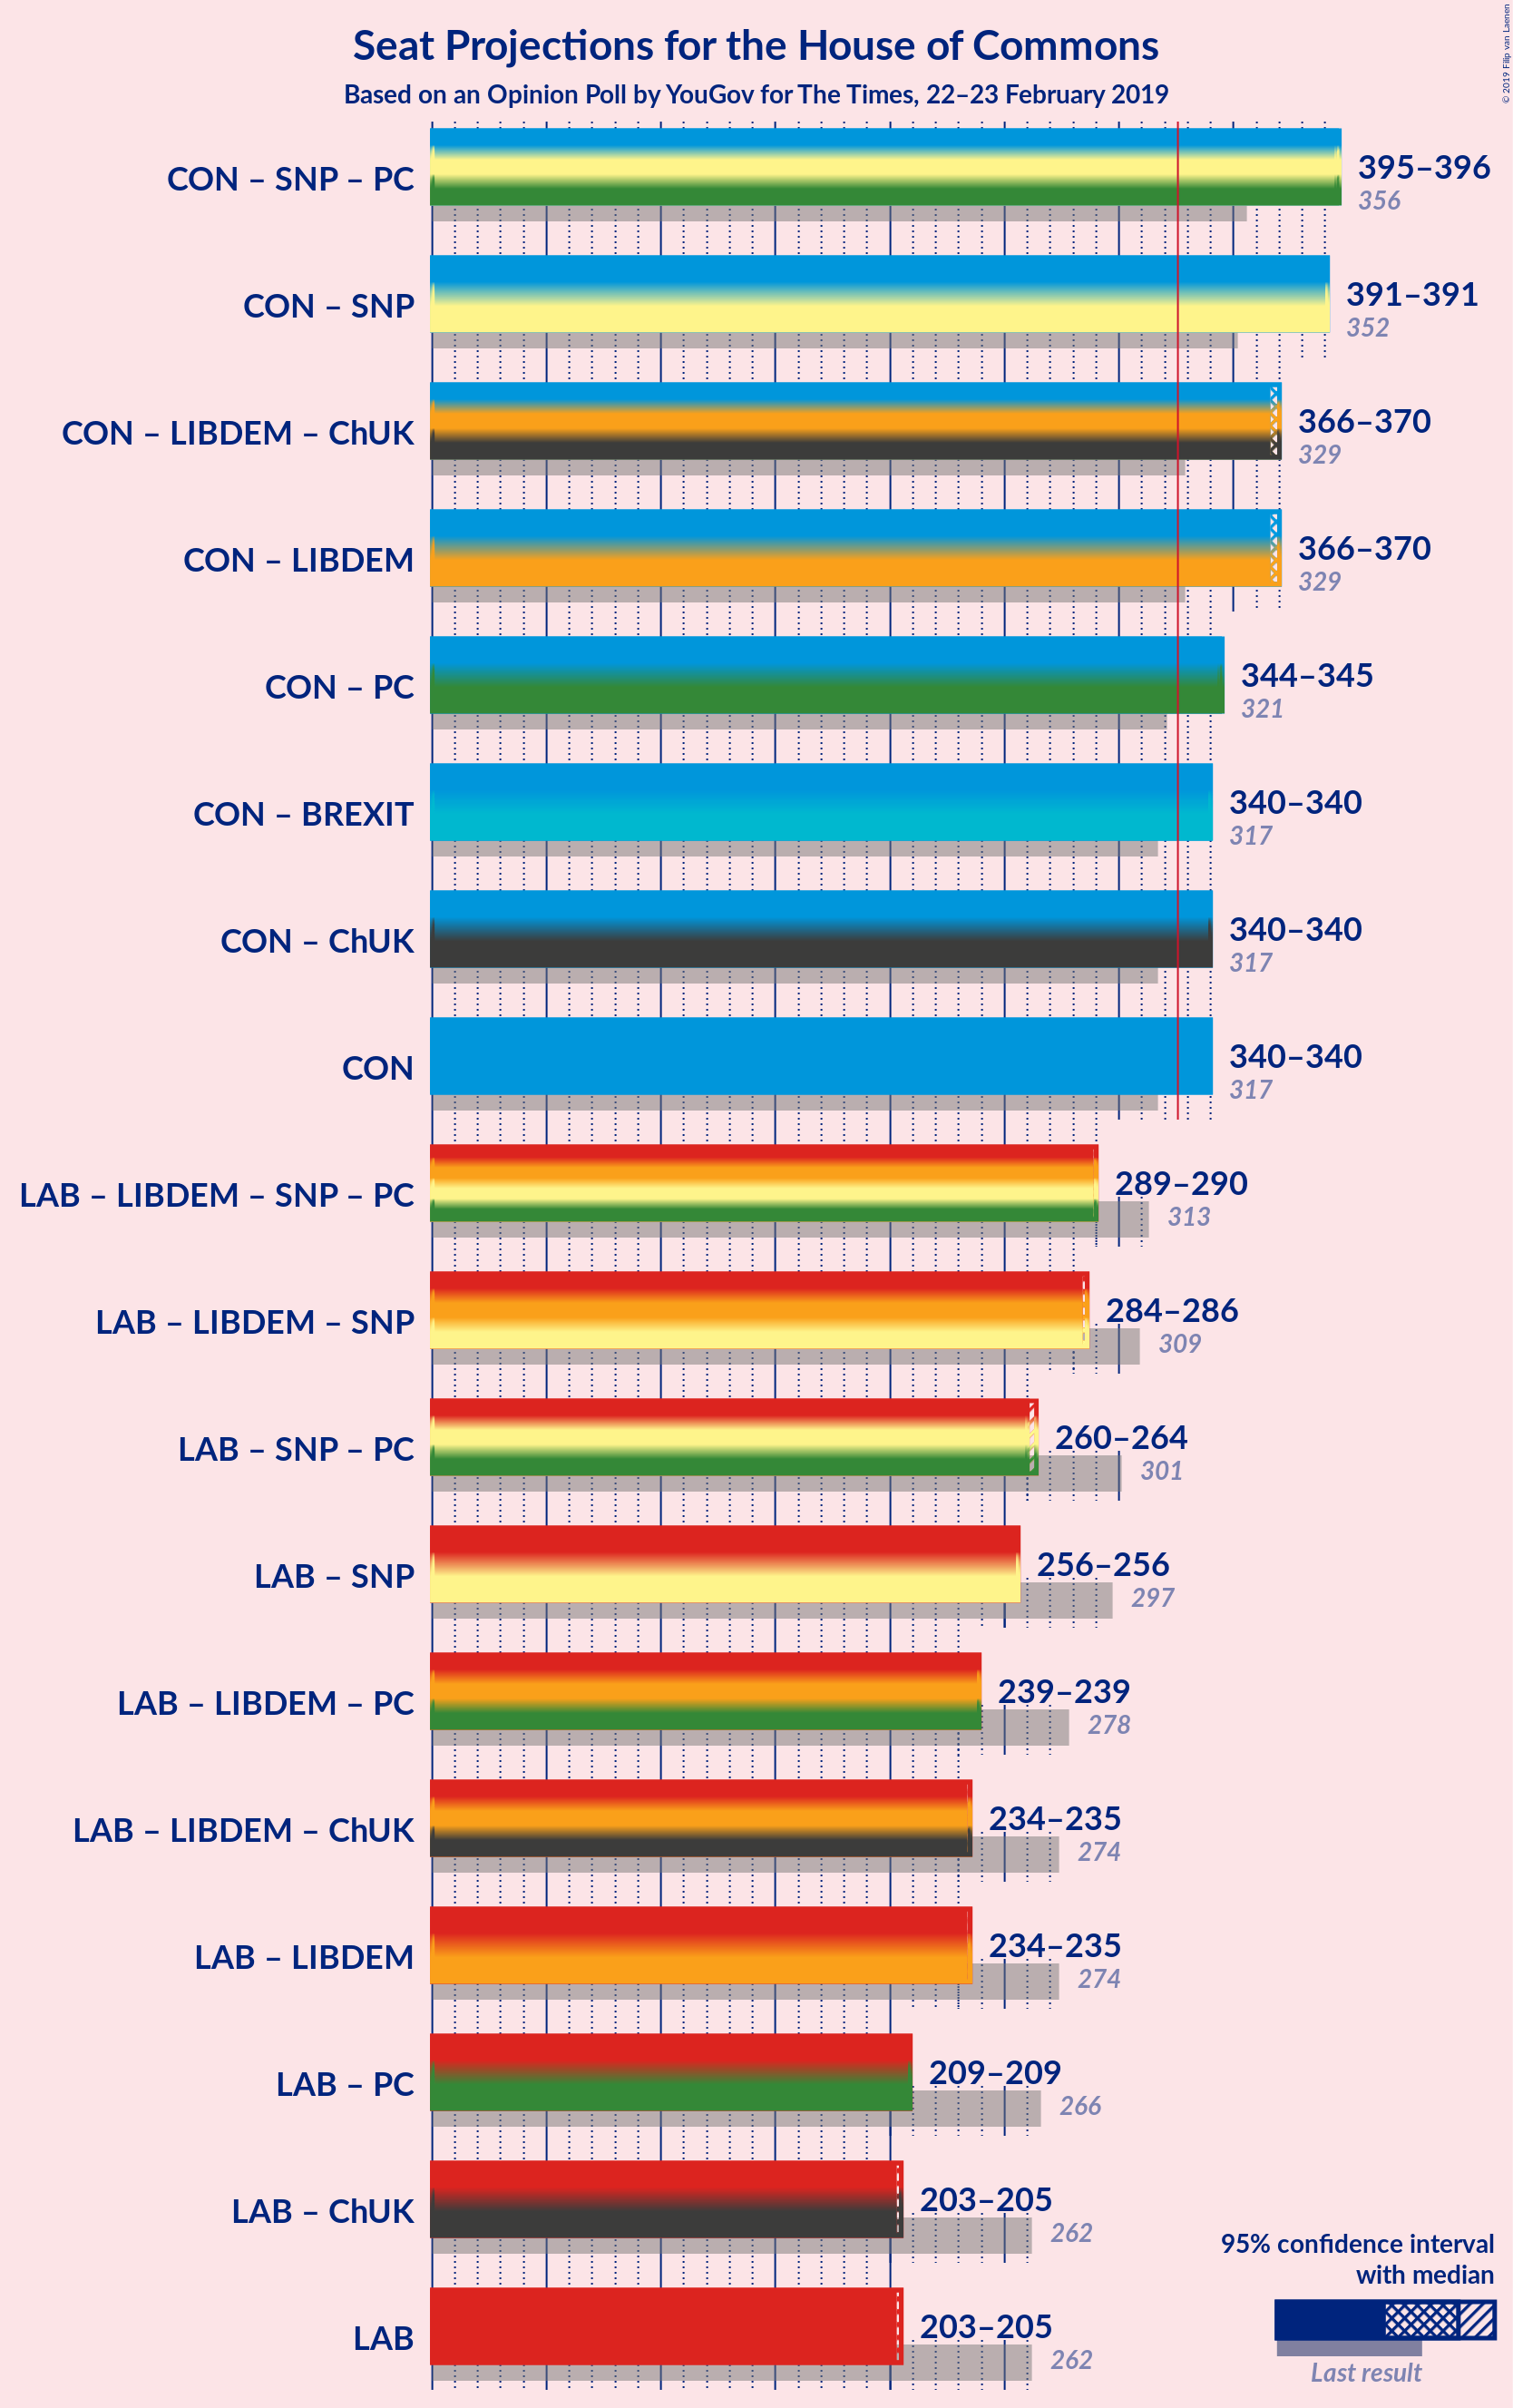 Seat Projections for the House of Commons
Based on an Opinion Poll by YouGov for The Times, 22–23 February 2019
© 2019 Filip van Laenen
CON – SNP – PC
395–396
356
CON – SNP
391–391
352
CON – LIBDEM – ChUK
366–370
329
CON – LIBDEM
366–370
329
CON – PC
344–345
321
CON – BREXIT
340–340
317
CON – ChUK
340–340
317
CON
340–340
317
LAB – LIBDEM – SNP – PC
289–290
313
LAB – LIBDEM – SNP
284–286
309
LAB – SNP – PC
260–264
301
LAB – SNP
256–256
297
LAB – LIBDEM – PC
239–239
278
LAB – LIBDEM – ChUK
234–235
274
LAB – LIBDEM
234–235
274
LAB – PC
209–209
266
LAB – ChUK
203–205
262
LAB
203–205
262
95% confidence interval
with median
Last result